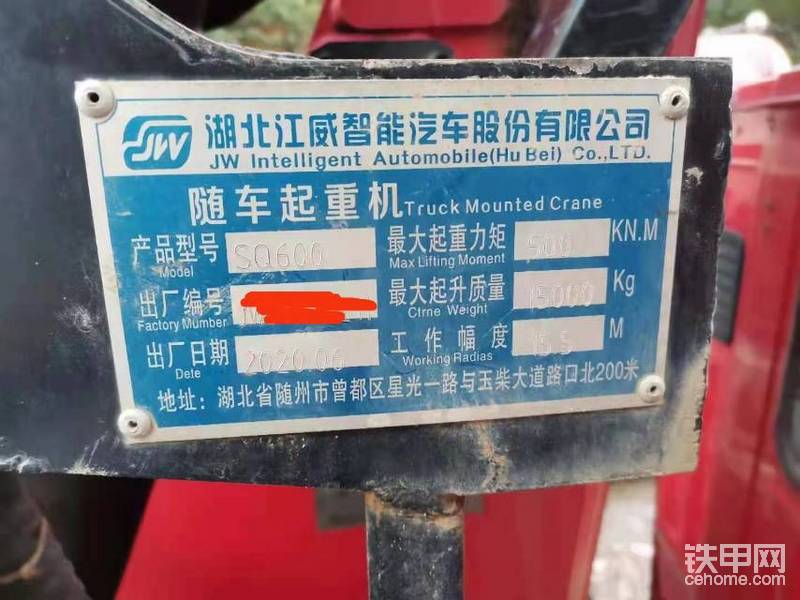 JW 湖北江威智能汽车股份有限公司
JW Intelligent Automobile(Hu Bei) Co.,LTD.
随车起重机 Truck Mounted Crane
产品型号 SQ600 最大起重力矩 500 KN.M
Model Max Lifting Moment
出厂编号 最大起升质量 15000 Kg
Factory Mumber Ctrne Weight
出厂日期 2020.06 工作幅度 15.5 M
Dete Working Radias
地址：湖北省随州市曾都区星光一路与玉柴大道路口北200米
铁甲网
cehome.com